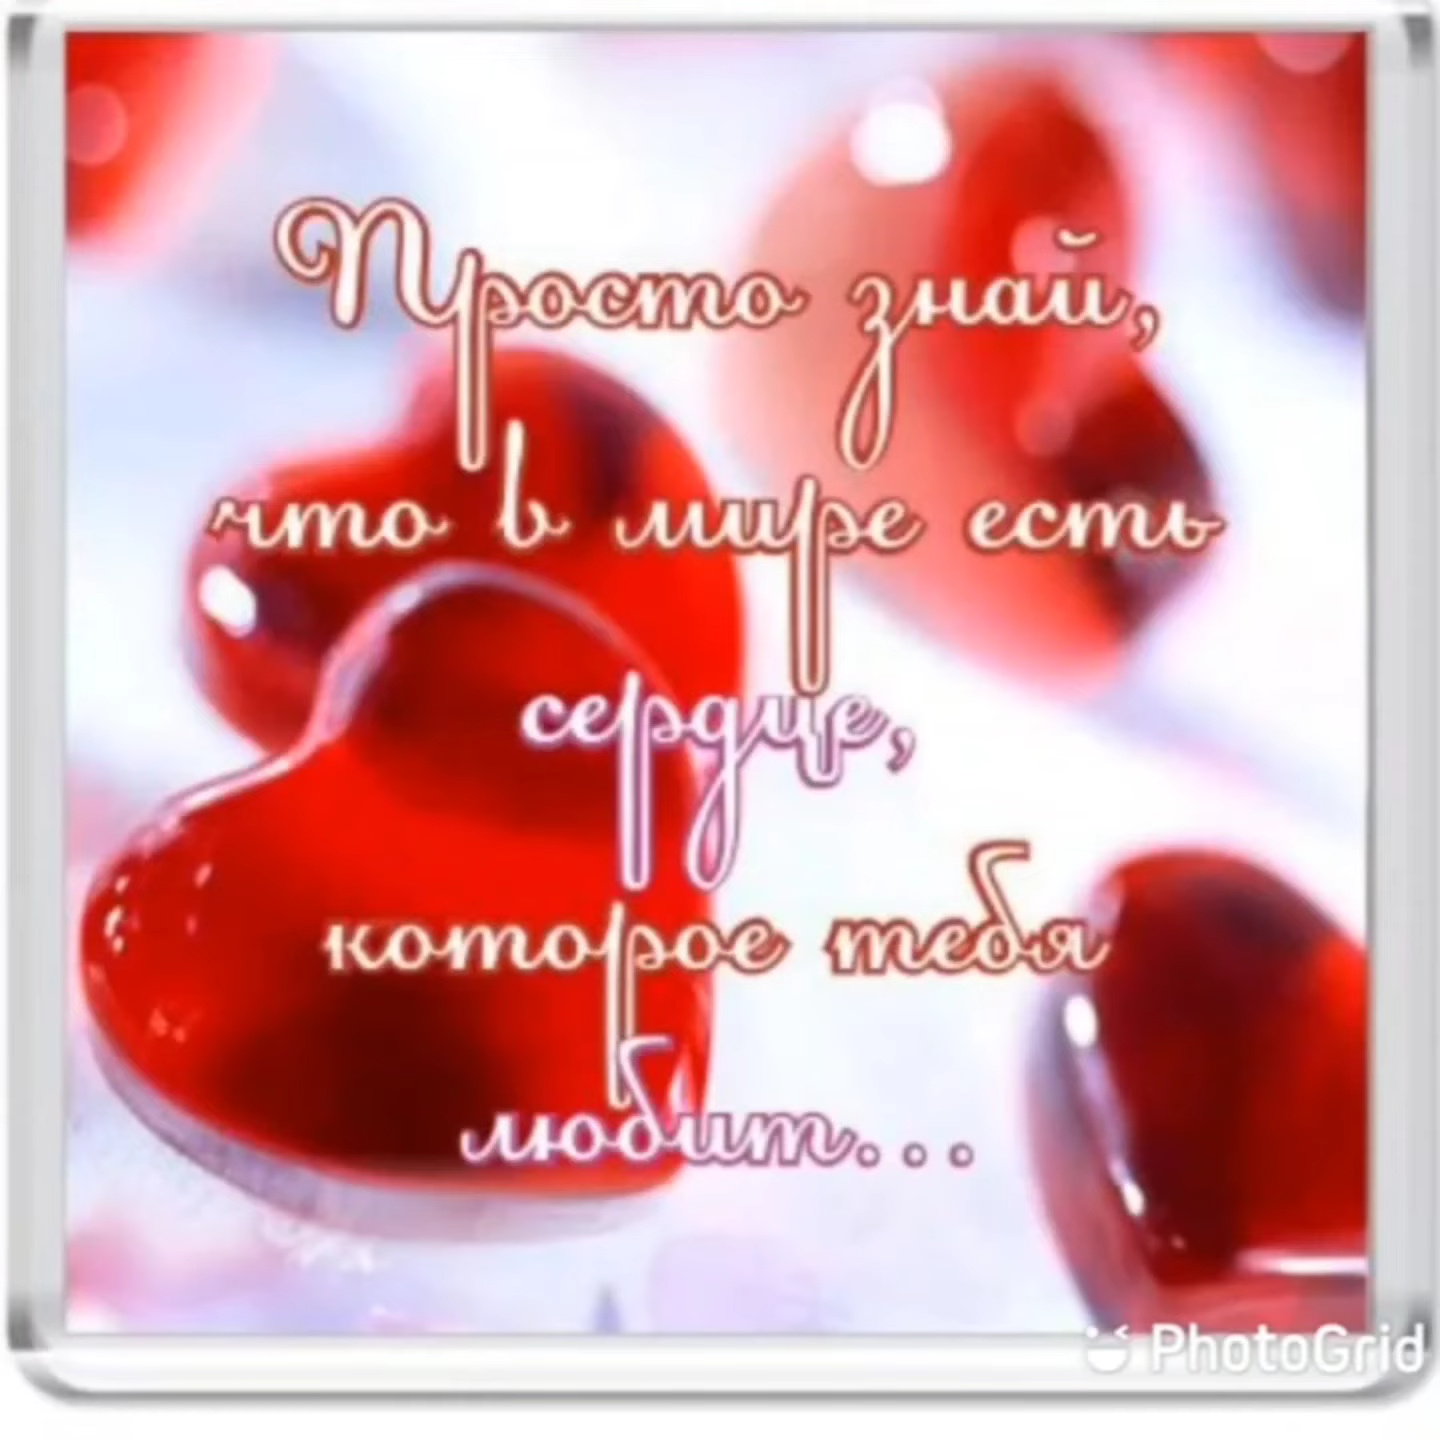 Просто знай,
что в мире есть
сердце,
которое тебя
любит...
PhotoGrid